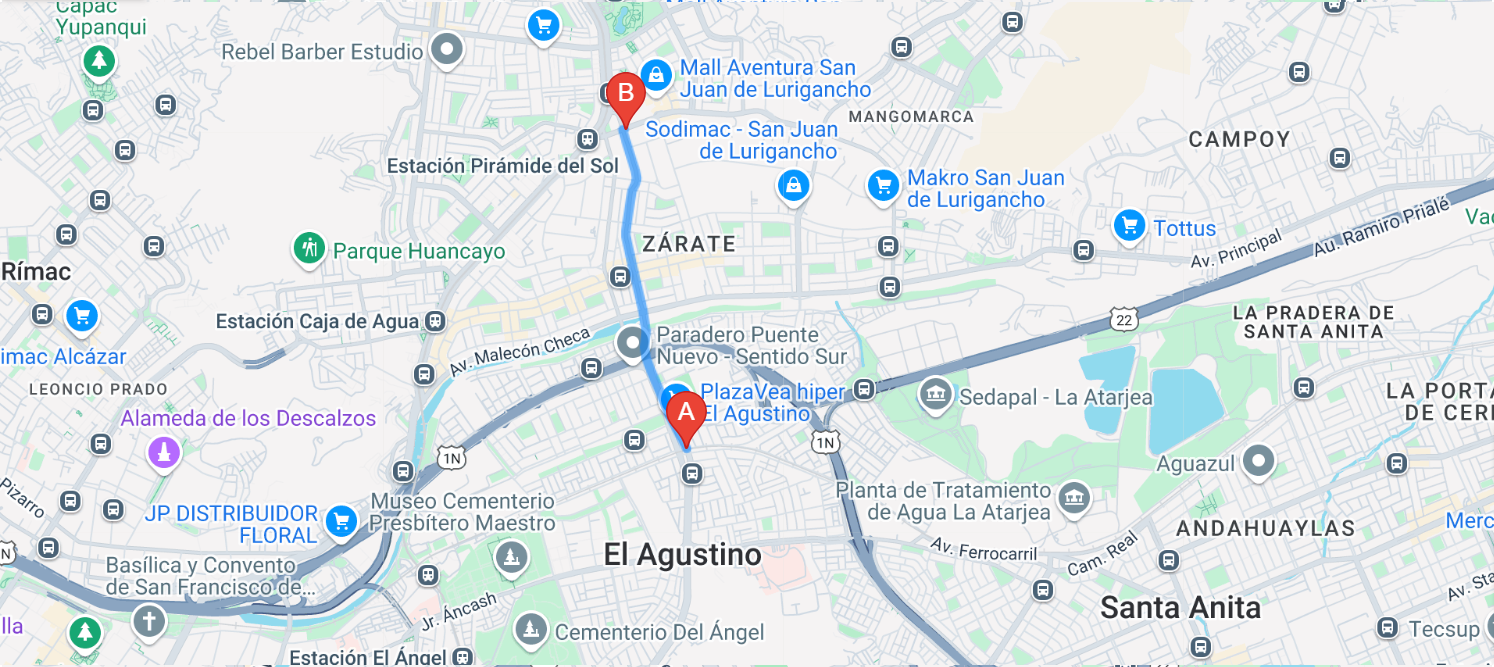 Capac
Yupanqui
Rebel Barber Estudio
B
Mall Aventura San
Juan de Lurigancho
MANGOMARCA
CAMPOY
Sodimac - San Juan
de Lurigancho
Estación Pirámide del Sol
Makro San Juan
de Lurigancho
Au. Ramiro Prialé
Tottus
Av. Principal
ZÁRATE
Parque Huancayo
Rímac
Estación Caja de Agua
22
LA PRADERA DE
SANTA ANITA
Av. Malecón Checa
Paradero Puente
Nuevo - Sentido Sur
imac Alcázar
LEONCIO PRADO
PlazaVea hiper
El Agustino
A
Sedapal - La Atarjea
LA PORTA
DE CERE
Alameda de los Descalzos
1N
1N
Aguazul
Pizarro
JP DISTRIBUIDOR
FLORAL
Museo Cementerio
Presbítero Maestro
Planta de Tratamiento
de Agua La Atarjea
ANDAHUAYLAS
Merc
N
El Agustino
Av. Ferrocarril
Cam. Real
Basílica y Convento
de San Francisco de...
Jr. Áncash
Santa Anita
Av. Sta
lla
Cementerio Del Ángel
Tecsup
Estación El Ángel